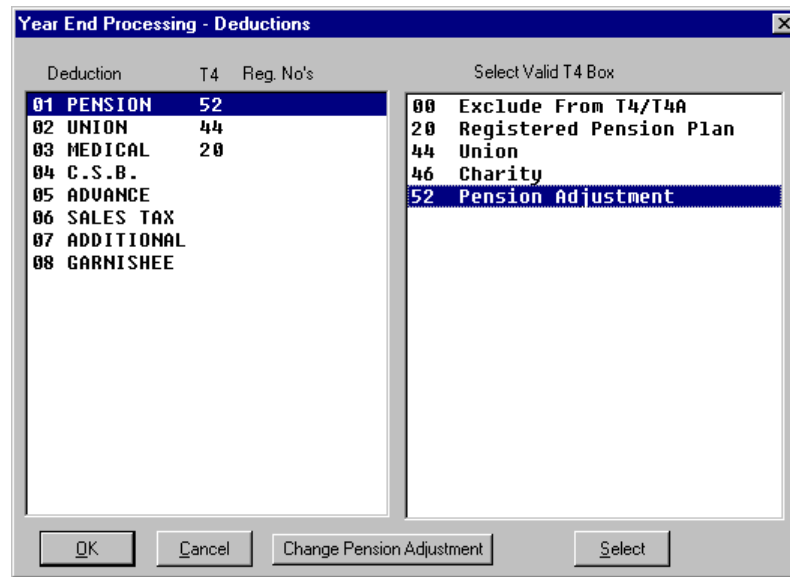 Year End Processing - Deductions
Deduction T4 Reg. No's
01 PENSION 52
02 UNION 44
03 MEDICAL 20
04 C.S.B.
05 ADVANCE
06 SALES TAX
07 ADDITIONAL
08 GARNISHEE
Select Valid T4 Box
00 Exclude From T4/T4A
20 Registered Pension Plan
44 Union
46 Charity
52 Pension Adjustment
OK Cancel Change Pension Adjustment Select